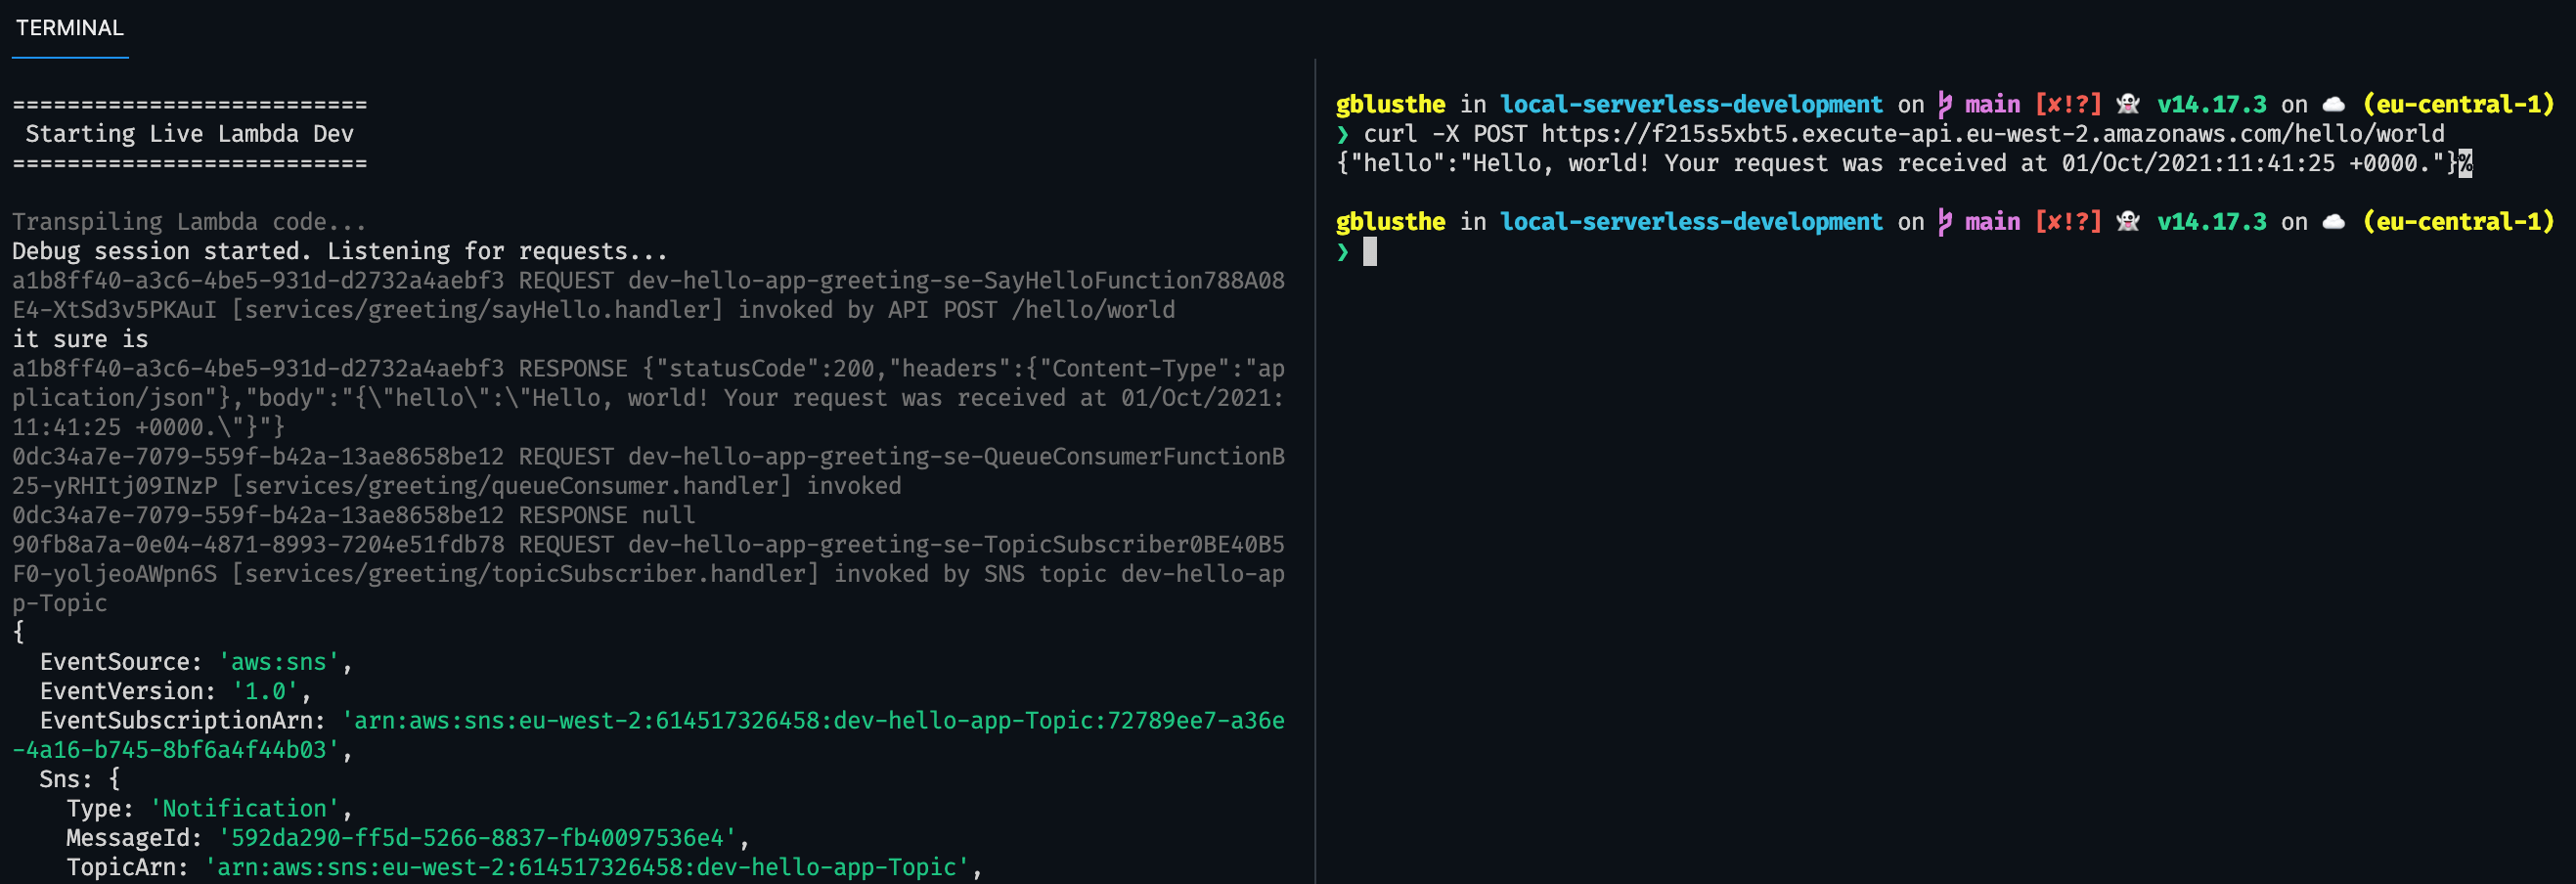 TERMINAL
==========================
 Starting Live Lambda Dev
==========================
Transpiling Lambda code...
Debug session started. Listening for requests...
a1b8ff40-a3c6-4be5-931d-d2732a4aebf3 REQUEST dev-hello-app-greeting-se-SayHelloFunction788A08
E4-XtSd3v5PKAuI [services/greeting/sayHello.handler] invoked by API POST /hello/world
it sure is
a1b8ff40-a3c6-4be5-931d-d2732a4aebf3 RESPONSE {"statusCode":200,"headers":{"Content-Type":"ap
plication/json"},"body":"{\"hello\":\"Hello, world! Your request was received at 01/Oct/2021:
11:41:25 +0000.\"}"}
0dc34a7e-7079-559f-b42a-13ae8658be12 REQUEST dev-hello-app-greeting-se-QueueConsumerFunctionB
25-yRHItj09INzP [services/greeting/queueConsumer.handler] invoked
0dc34a7e-7079-559f-b42a-13ae8658be12 RESPONSE null
90fb8a7a-0e04-4871-8993-7204e51fdb78 REQUEST dev-hello-app-greeting-se-TopicSubscriber0BE40B5
F0-yoljeoAWpn6S [services/greeting/topicSubscriber.handler] invoked by SNS topic dev-hello-ap
p-Topic
{
  EventSource: 'aws:sns',
  EventVersion: '1.0',
  EventSubscriptionArn: 'arn:aws:sns:eu-west-2:614517326458:dev-hello-app-Topic:72789ee7-a36e
-4a16-b745-8bf6a4f44b03',
  Sns: {
    Type: 'Notification',
    MessageId: '592da290-ff5d-5266-8837-fb40097536e4',
    TopicArn: 'arn:aws:sns:eu-west-2:614517326458:dev-hello-app-Topic',
gblusthe in local-serverless-development on main [✘!?] 👻 v14.17.3 on ☁️ (eu-central-1)
❯ curl -X POST https://f215s5xbt5.execute-api.eu-west-2.amazonaws.com/hello/world
{"hello":"Hello, world! Your request was received at 01/Oct/2021:11:41:25 +0000."}%
gblusthe in local-serverless-development on main [✘!?] 👻 v14.17.3 on ☁️ (eu-central-1)
❯